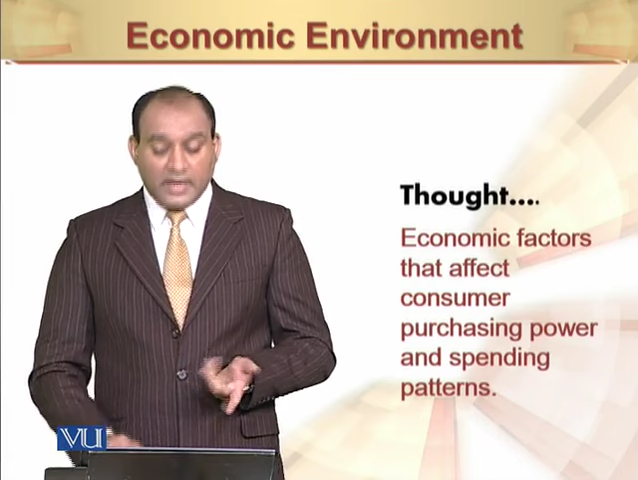 Economic Environment
Thought....
Economic factors
that affect
consumer
purchasing power
and spending
patterns.
VU